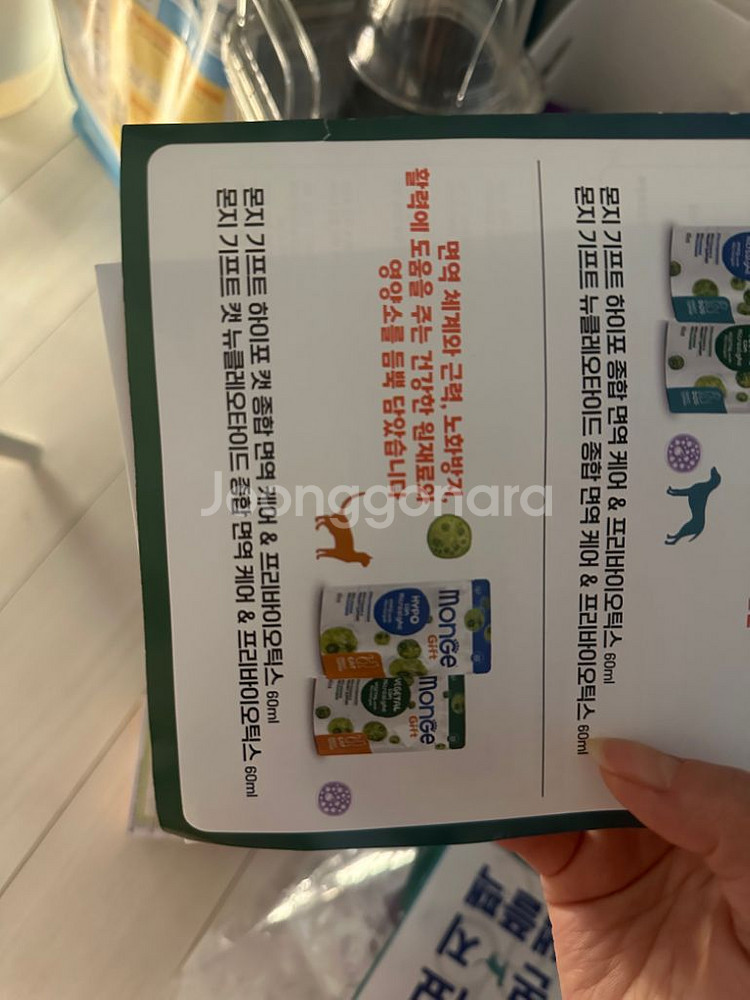 몬지 기프트 하이포 종합 면역 케어 & 프리바이오틱스 60ml
몬지 기프트 뉴클레오타이드 종합 면역 케어 & 프리바이오틱스 60ml
면역 체계와 근력, 노화방지
활력에 도움을 주는 건강한 원재료와
영양소를 듬뿍 담았습니다
monGe
Gift
HYPO
CON
monGe
Gift
VEGETAL
CON
몬지 기프트 하이포 캣 종합 면역 케어 & 프리바이오틱스 60ml
몬지 기프트 캣 뉴클레오타이드 종합 면역 케어 & 프리바이오틱스 60ml
Joonggonara